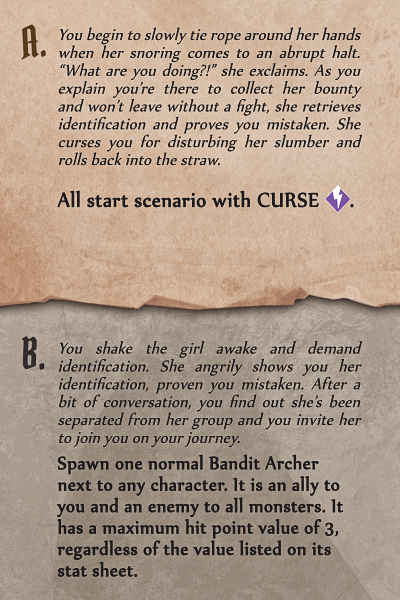 A.
You begin to slowly tie rope around her hands
when her snoring comes to an abrupt halt.
“What are you doing?!” she exclaims. As you
explain you’re there to collect her bounty
and won’t leave without a fight, she retrieves
identification and proves you mistaken. She
curses you for disturbing her slumber and
rolls back into the straw.
All start scenario with CURSE .
B.
You shake the girl awake and demand
identification. She angrily shows you her
identification, proven you mistaken. After a
bit of conversation, you find out she’s been
separated from her group and you invite her
to join you on your journey.
Spawn one normal Bandit Archer
next to any character. It is an ally to
you and an enemy to all monsters. It
has a maximum hit point value of 3,
regardless of the value listed on its
stat sheet.